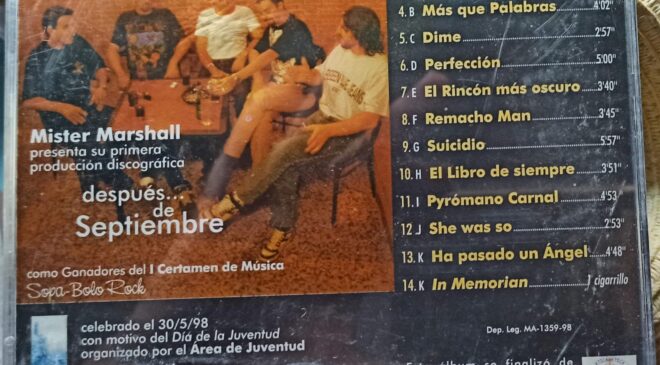 4.B Más que Palabras 4'02"
5.C Dime 2'57"
6.D Perfección 5'00"
7.E El Rincón más oscuro 3'40"
8.F Remacho Man 3'45"
9.G Suicidio 5'57"
10.H El Libro de siempre 3'51"
11.I Pyrómano Carnal 4'53"
12.J She was so 2'53"
13.K Ha pasado un Ángel 4'48"
14.K In Memorian 1 cigarrillo
Mister Marshall
presenta su primera
producción discográfica
después...
de
Septiembre
como Ganadores del I Certamen de Música
Sopa-Bolo Rock
celebrado el 30/5/98
con motivo del Día de la Juventud
organizado por el Área de Juventud
Dep. Leg. MA-1359-98
álbum se finalizó de